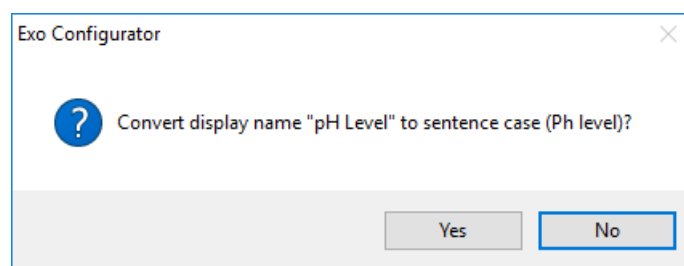 Exo Configurator
Convert display name "pH Level" to sentence case (Ph level)?
Yes No